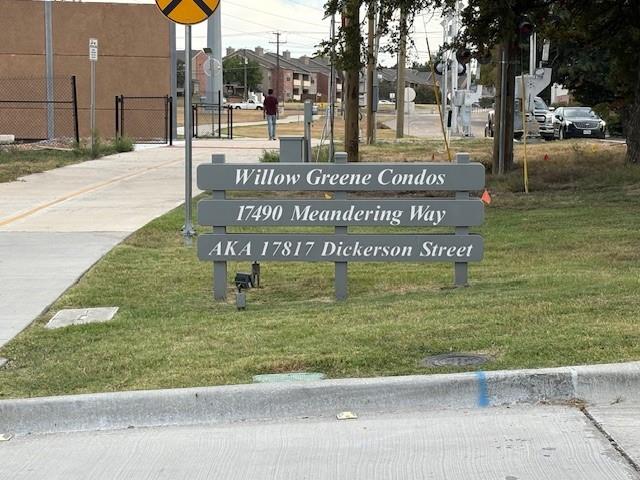 Willow Greene Condos
17490 Meandering Way
AKA 17817 Dickerson Street